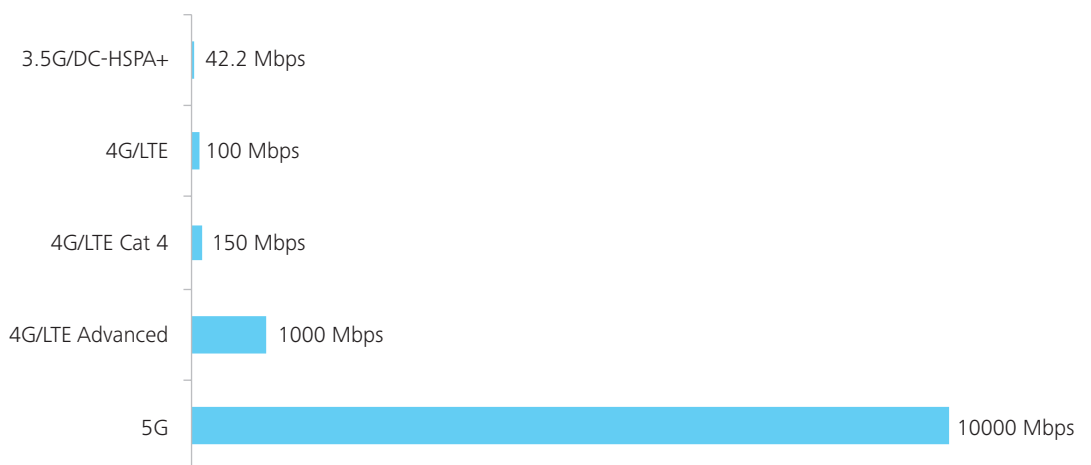 3.5G/DC-HSPA+ 42.2 Mbps
4G/LTE 100 Mbps
4G/LTE Cat 4 150 Mbps
4G/LTE Advanced 1000 Mbps
5G 10000 Mbps